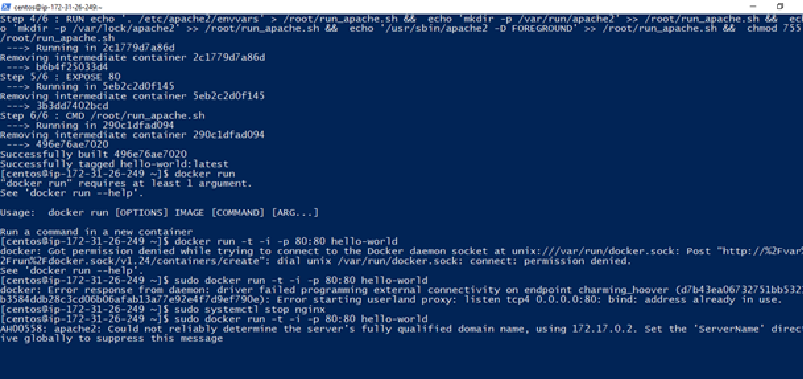 centos@ip-172-31-26-249:~
Step 4/6 : RUN echo '. /etc/apache2/envvars' > /root/run_apache.sh &&  echo 'mkdir -p /var/run/apache2' >> /root/run_apache.sh &&  ech
o 'mkdir -p /var/lock/apache2' >> /root/run_apache.sh &&  echo '/usr/sbin/apache2 -D FOREGROUND' >> /root/run_apache.sh &&  chmod 755
/root/run_apache.sh
---> Running in 2c1779d7a86d
Removing intermediate container 2c1779d7a86d
---> b6b4f25033d4
Step 5/6 : EXPOSE 80
---> Running in 5eb2c2d0f145
Removing intermediate container 5eb2c2d0f145
---> 3b3dd7402bcd
Step 6/6 : CMD /root/run_apache.sh
---> Running in 290c1dfad094
Removing intermediate container 290c1dfad094
---> 496e76ae7020
Successfully built 496e76ae7020
Successfully tagged hello-world:latest
[centos@ip-172-31-26-249 ~]$ docker run
"docker run" requires at least 1 argument.
See 'docker run --help'.
Usage:  docker run [OPTIONS] IMAGE [COMMAND] [ARG...]
Run a command in a new container
[centos@ip-172-31-26-249 ~]$ docker run -t -i -p 80:80 hello-world
docker: Got permission denied while trying to connect to the Docker daemon socket at unix:///var/run/docker.sock: Post "http://%2Fvar%
2Frun%2Fdocker.sock/v1.24/containers/create": dial unix /var/run/docker.sock: connect: permission denied.
See 'docker run --help'.
[centos@ip-172-31-26-249 ~]$ sudo docker run -t -i -p 80:80 hello-world
docker: Error response from daemon: driver failed programming external connectivity on endpoint charming_hoover (d7b43ea06732751bb532
b3584ddb28c3cd06b06afab13a77e92e4f7d9ef790e): Error starting userland proxy: listen tcp4 0.0.0.0:80: bind: address already in use.
[centos@ip-172-31-26-249 ~]$ sudo systemctl stop nginx
[centos@ip-172-31-26-249 ~]$ sudo docker run -t -i -p 80:80 hello-world
AH00558: apache2: Could not reliably determine the server's fully qualified domain name, using 172.17.0.2. Set the 'ServerName' direc
ive globally to suppress this message